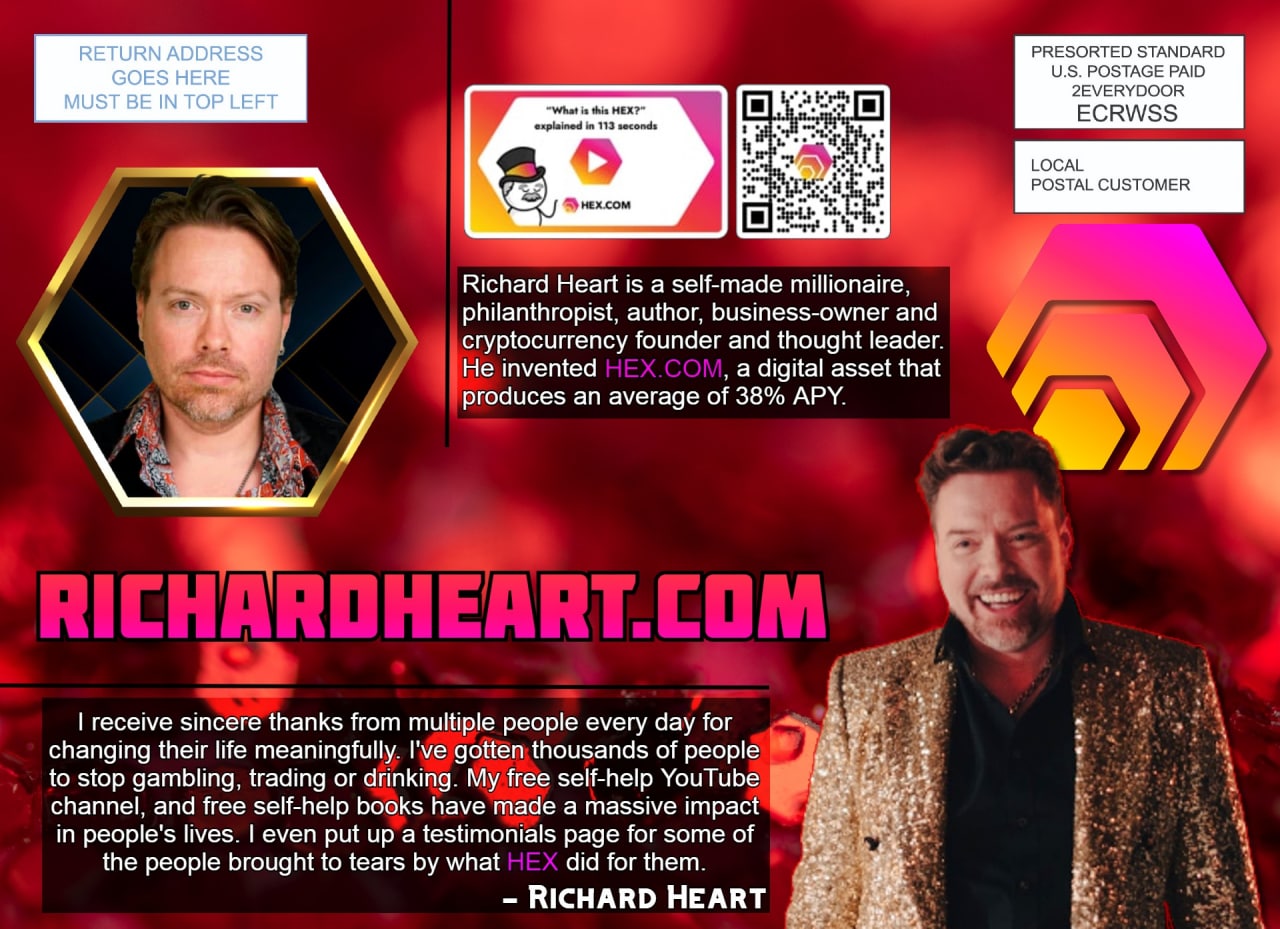 RETURN ADDRESS
GOES HERE
MUST BE IN TOP LEFT
"What is this HEX?"
explained in 113 seconds
HEX.COM
PRESORTED STANDARD
U.S. POSTAGE PAID
2EVERYDOOR
ECRWSS
LOCAL
POSTAL CUSTOMER
Richard Heart is a self-made millionaire,
philanthropist, author, business-owner and
cryptocurrency founder and thought leader.
He invented HEX.COM, a digital asset that
produces an average of 38% APY.
RICHARDHEART.COM
I receive sincere thanks from multiple people every day for
changing their life meaningfully. I've gotten thousands of people
to stop gambling, trading or drinking. My free self-help YouTube
channel, and free self-help books have made a massive impact
in people's lives. I even put up a testimonials page for some of
the people brought to tears by what HEX did for them.
– RICHARD HEART